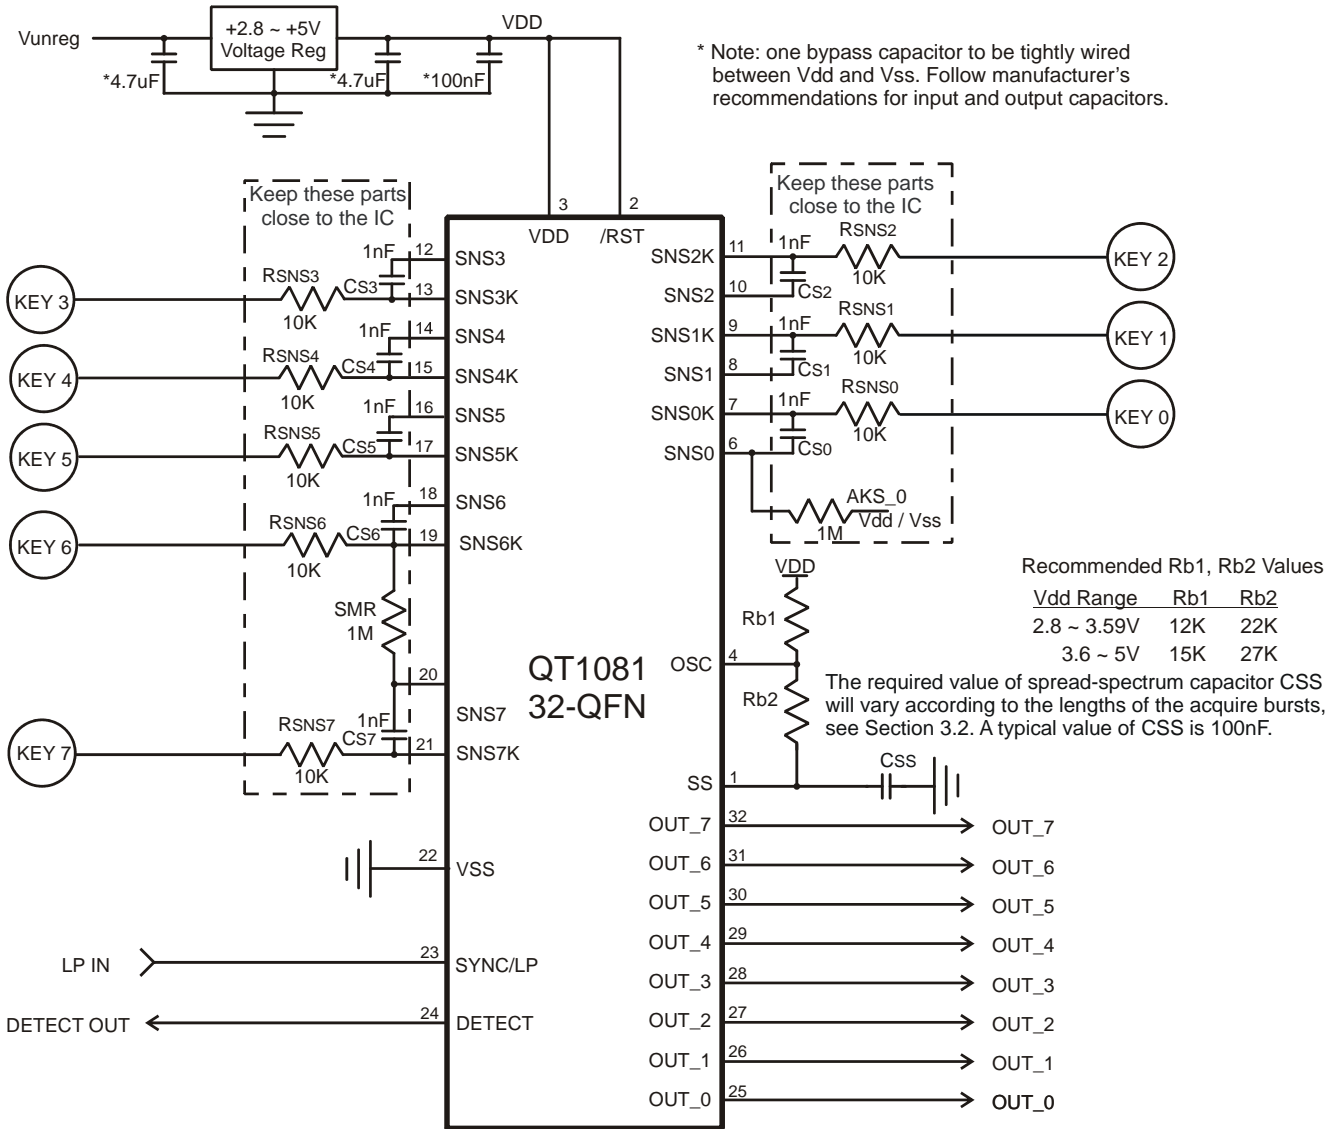 Vunreg
+2.8 ~ +5V
Voltage Reg
VDD
*4.7uF
*4.7uF
*100nF
* Note: one bypass capacitor to be tightly wired
between Vdd and Vss. Follow manufacturer's
recommendations for input and output capacitors.
Keep these parts
close to the IC
Keep these parts
close to the IC
3
2
VDD
/RST
KEY 3
RSNS3
10K
1nF
CS3
12
SNS3
13
SNS3K
KEY 4
RSNS4
10K
1nF
CS4
14
SNS4
15
SNS4K
KEY 5
RSNS5
10K
1nF
CS5
16
SNS5
17
SNS5K
KEY 6
RSNS6
10K
1nF
CS6
18
SNS6
19
SNS6K
SMR
1M
20
SNS7
KEY 7
RSNS7
10K
1nF
CS7
21
SNS7K
22
VSS
LP IN
23
SYNC/LP
DETECT OUT
24
DETECT
QT1081
32-QFN
SNS2K
11
1nF
RSNS2
10K
KEY 2
SNS2
10
CS2
SNS1K
9
1nF
RSNS1
10K
KEY 1
SNS1
8
CS1
SNS0K
7
1nF
RSNS0
10K
KEY 0
SNS0
6
CS0
AKS_0
Vdd / Vss
1M
VDD
Rb1
OSC
4
Rb2
Recommended Rb1, Rb2 Values
Vdd Range Rb1 Rb2
2.8 ~ 3.59V 12K 22K
3.6 ~ 5V 15K 27K
The required value of spread-spectrum capacitor CSS
will vary according to the lengths of the acquire bursts,
see Section 3.2. A typical value of CSS is 100nF.
SS
1
CSS
OUT_7 32 OUT_7
OUT_6 31 OUT_6
OUT_5 30 OUT_5
OUT_4 29 OUT_4
OUT_3 28 OUT_3
OUT_2 27 OUT_2
OUT_1 26 OUT_1
OUT_0 25 OUT_0